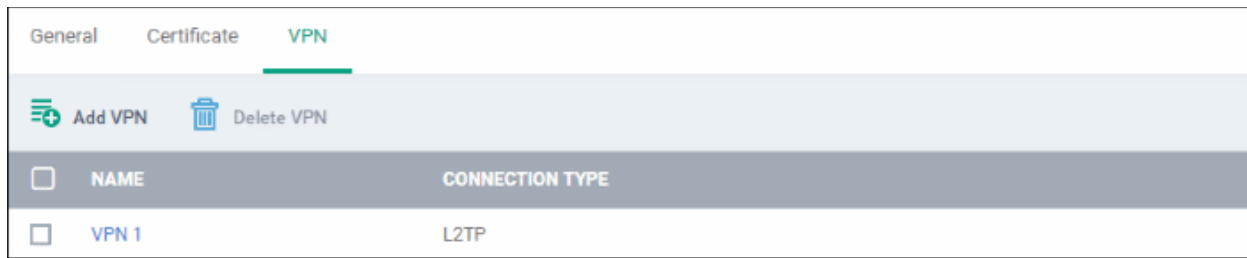 General Certificate VPN
Add VPN Delete VPN
NAME CONNECTION TYPE
VPN 1 L2TP